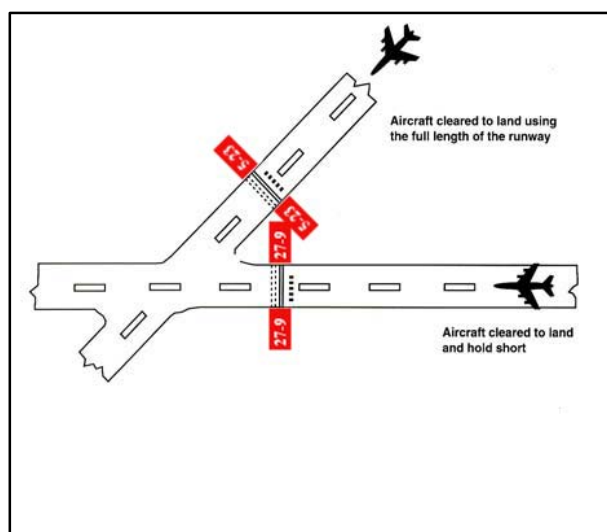 5-23
Aircraft cleared to land using
the full length of the runway
5-23
27-9
27-9
Aircraft cleared to land
and hold short